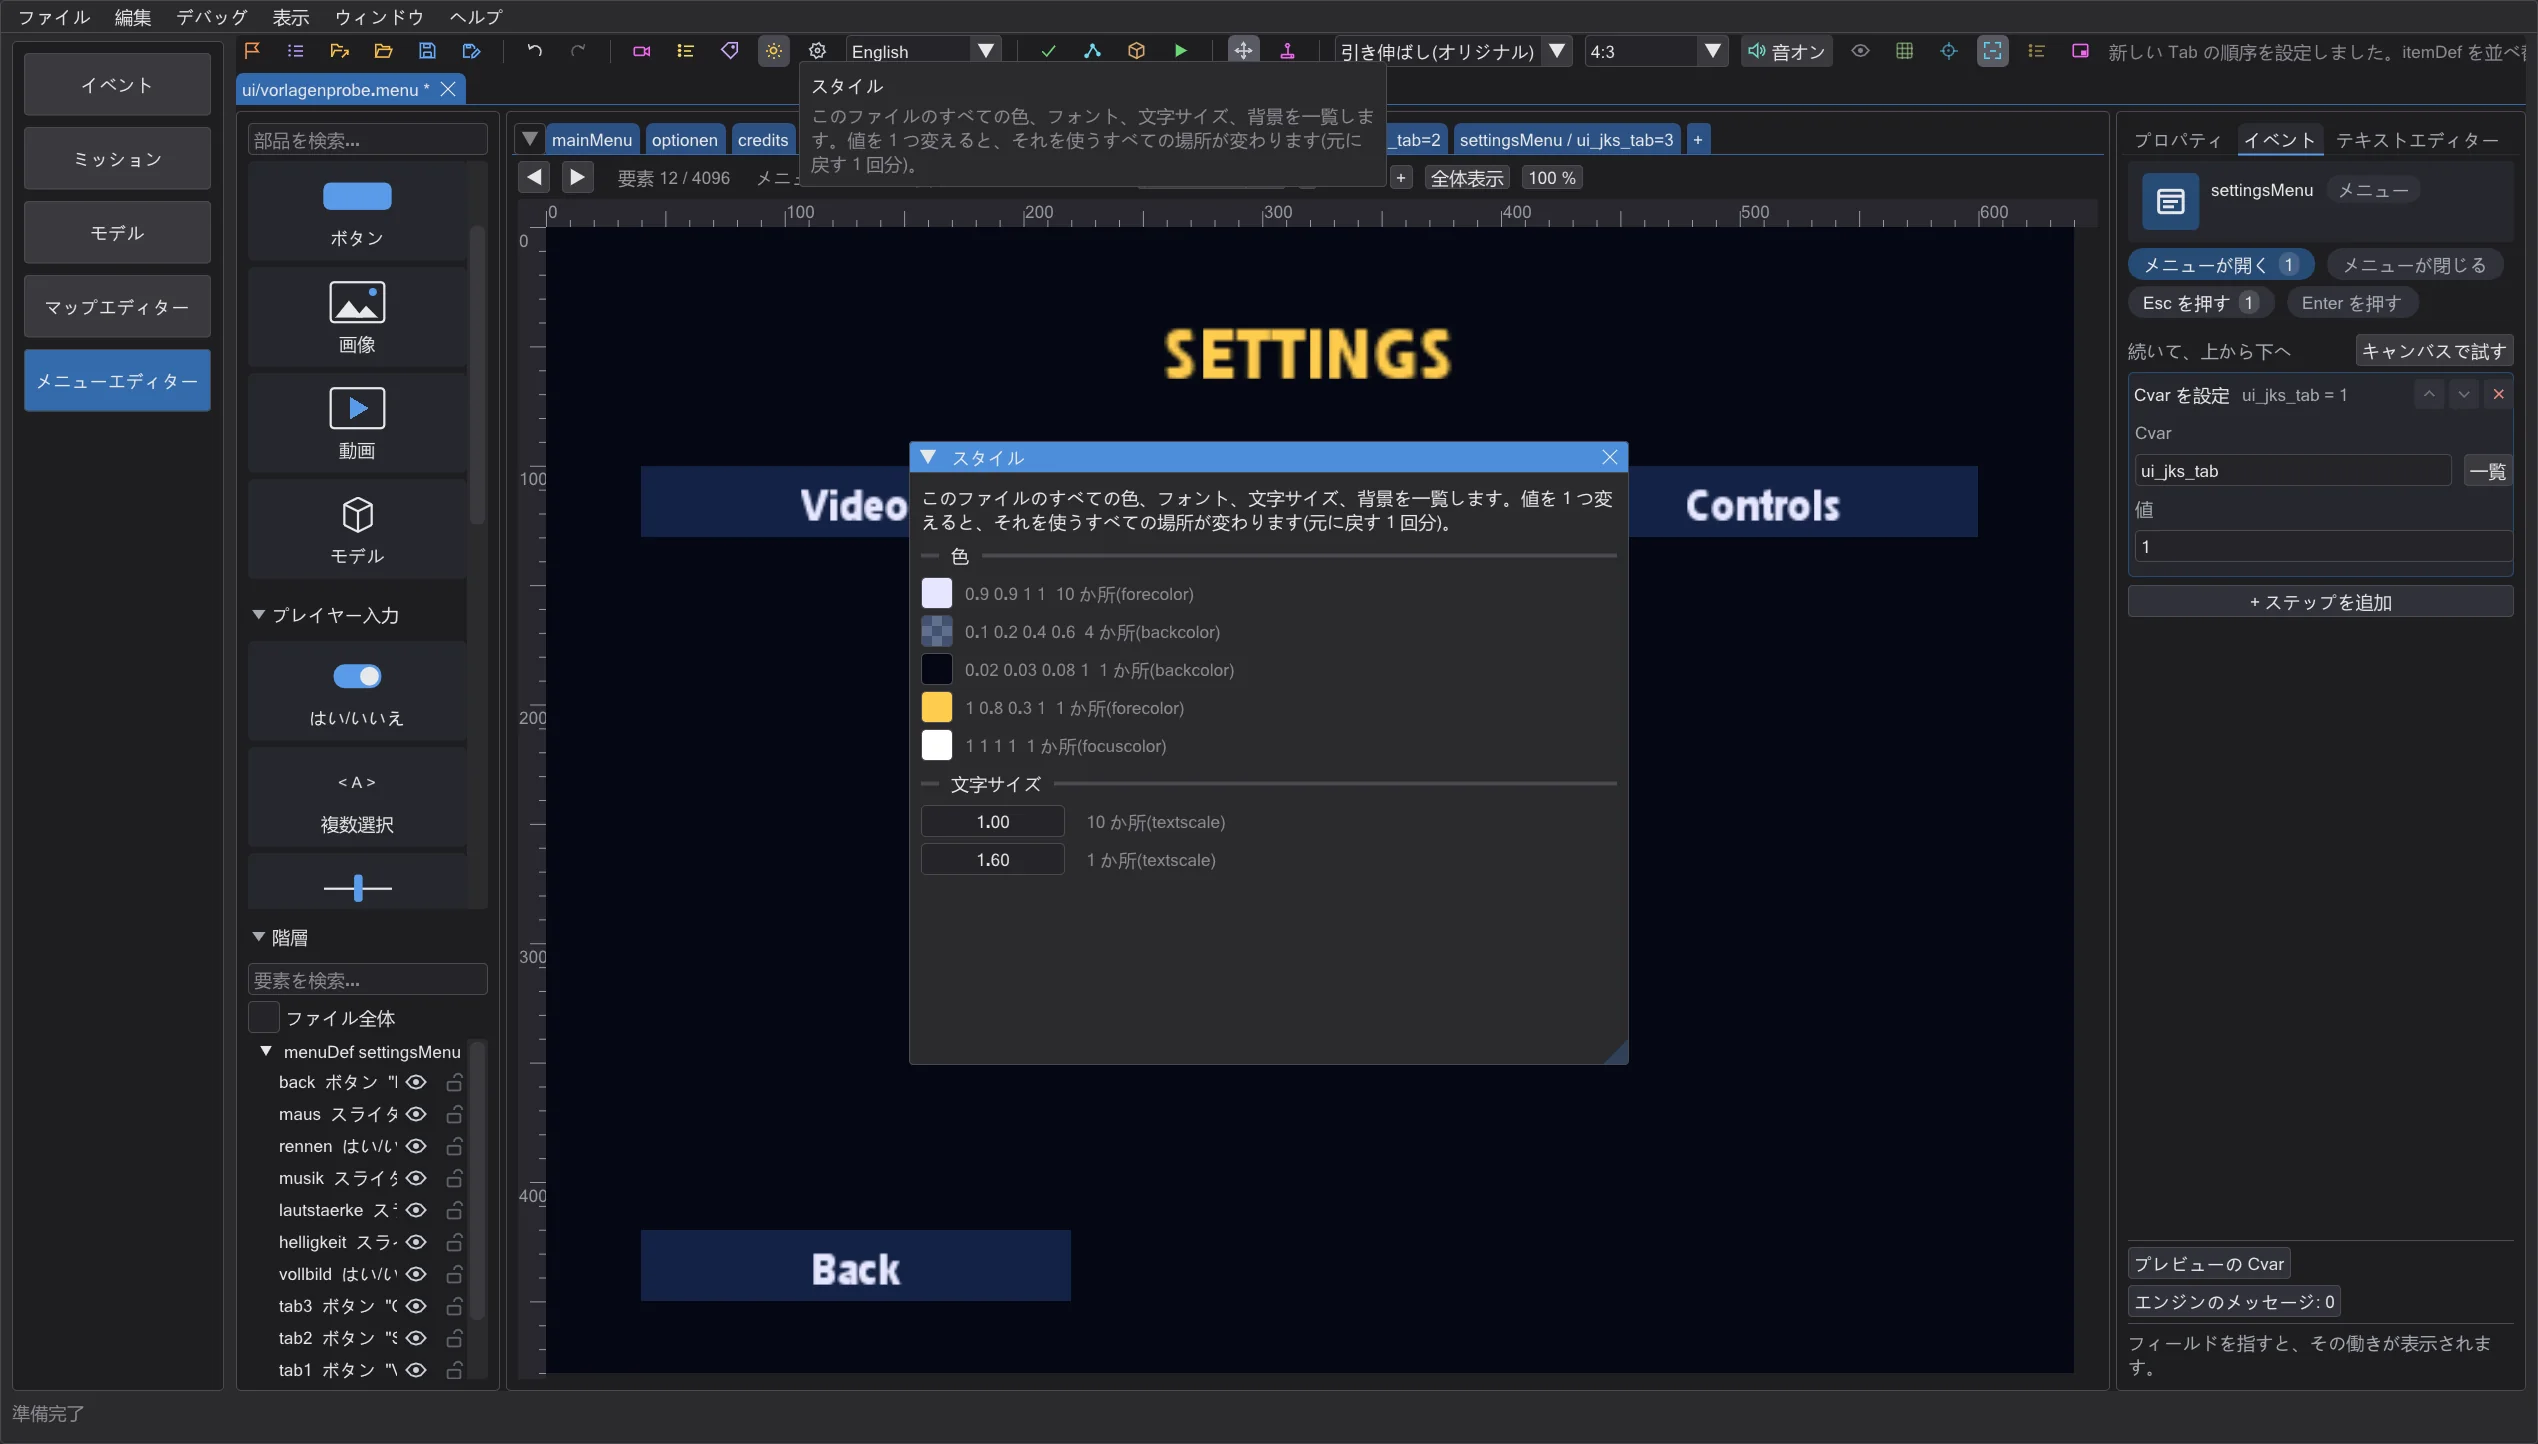 ファイル 編集 デバッグ 表示 ウィンドウ ヘルプ
イベント
ミッション
モデル
マップエディター
メニューエディター
English
引き伸ばし(オリジナル)
4:3
音オン
新しい Tab の順序を設定しました。itemDef を並べ
ui/vorlagenprobe.menu *
スタイル
このファイルのすべての色、フォント、文字サイズ、背景を一覧しま
す。値を 1 つ変えると、それを使うすべての場所が変わります(元に
戻す 1 回分)。
部品を検索...
ボタン
画像
動画
モデル
プレイヤー入力
はい/いいえ
< A >
複数選択
階層
要素を検索...
ファイル全体
menuDef settingsMenu
back ボタン
maus スライダ
rennen はい/い
musik スライダ
lautstaerke ス
helligkeit スラ
vollbild はい/い
tab3 ボタン
tab2 ボタン
tab1 ボタン
mainMenu optionen credits
_tab=2 settingsMenu / ui_jks_tab=3 +
要素 12 / 4096 メニ
+ 全体表示 100 %
0 100 200 300 400 500 600
0
100
200
300
400
SETTINGS
Video
Controls
Back
スタイル
このファイルのすべての色、フォント、文字サイズ、背景を一覧します。値を 1 つ変
えると、それを使うすべての場所が変わります(元に戻す 1 回分)。
色
0.9 0.9 1 1 10 か所(forecolor)
0.1 0.2 0.4 0.6 4 か所(backcolor)
0.02 0.03 0.08 1 1 か所(backcolor)
1 0.8 0.3 1 1 か所(forecolor)
1 1 1 1 1 か所(focuscolor)
文字サイズ
1.00 10 か所(textscale)
1.60 1 か所(textscale)
プロパティ イベント テキストエディター
settingsMenu メニュー
メニューが開く 1 メニューが閉じる
Esc を押す 1 Enter を押す
続いて、上から下へ キャンバスで試す
Cvar を設定 ui_jks_tab = 1
Cvar
ui_jks_tab 一覧
値
1
+ ステップを追加
プレビューの Cvar
エンジンのメッセージ: 0
フィールドを指すと、その働きが表示されま
す。
準備完了